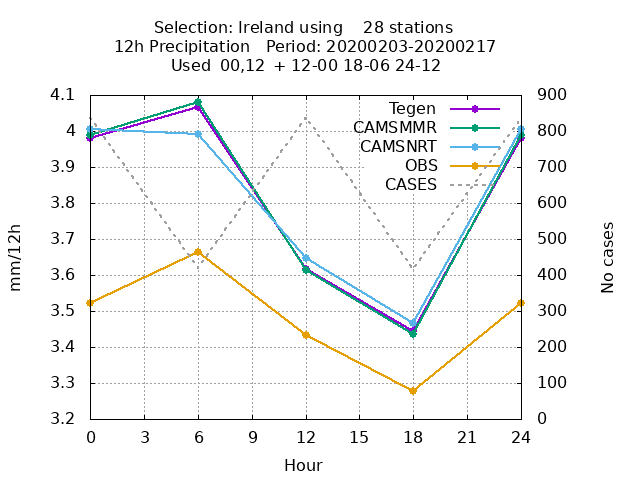 Selection: Ireland using    28 stations
12h Precipitation   Period: 20200203-20200217
Used  00,12  + 12-00 18-06 24-12
4.1
4
3.9
3.8
3.7
3.6
3.5
3.4
3.3
3.2
mm/12h
900
800
700
600
500
400
300
200
100
0
No cases
Tegen
CAMSMMR
CAMSNRT
OBS
CASES
0 3 6 9 12 15 18 21 24
Hour